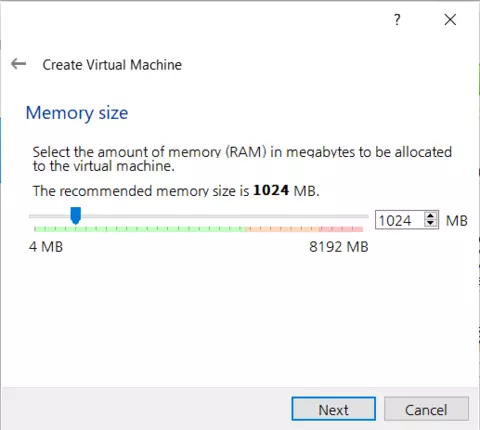 ?
Create Virtual Machine
Memory size
Select the amount of memory (RAM) in megabytes to be allocated
to the virtual machine.
The recommended memory size is 1024 MB.
1024 MB
4 MB 8192 MB
Next Cancel